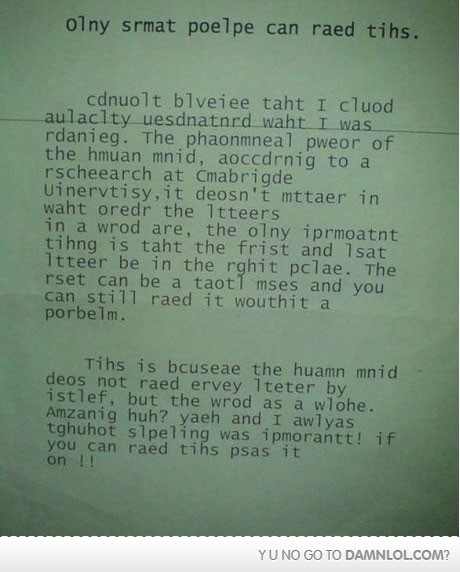 Olny srmat poelpe can raed tihs.
cdnuolt blveiee taht I cluod
aulaclty uesdnatnrd waht I was
rdanieg. The phaonmneal pweor of
the hmuan mnid, aoccdrnig to a
rscheearch at Cmabrigde
Uinervtisy,it deosn't mttaer in
waht oredr the ltteers
in a wrod are, the olny iprmoatnt
tihng is taht the frist and lsat
ltteer be in the rghit pclae. The
rset can be a taotl mses and you
can still raed it wouthit a
porbelm.
Tihs is bcuseae the huamn mnid
deos not raed ervey lteter by
istlef, but the wrod as a wlohe.
Amzanig huh? yaeh and I awlyas
tghuhot slpeling was ipmorantt! if
you can raed tihs psas it
on !!
Y U NO GO TO DAMNLOL.COM?